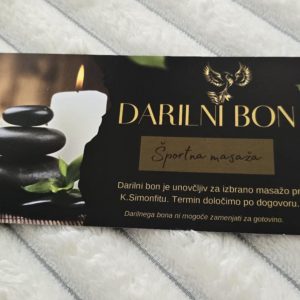 DARILNI BON
Športna masaža
Darilni bon je unovčljiv za izbrano masažo pr
K.Simonfitu. Termin določimo po dogovoru.
Darilnega bona ni mogoče zamenjati za gotovino.